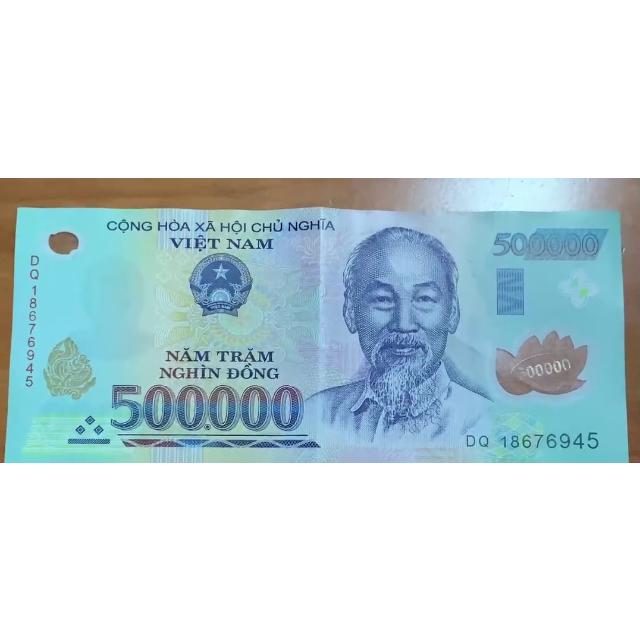 CỘNG HÒA XÃ HỘI CHỦ NGHĨA
VIỆT NAM
500000
DQ 18676945
NĂM TRĂM
NGHÌN ĐỒNG
500000
500.000
DQ 18676945